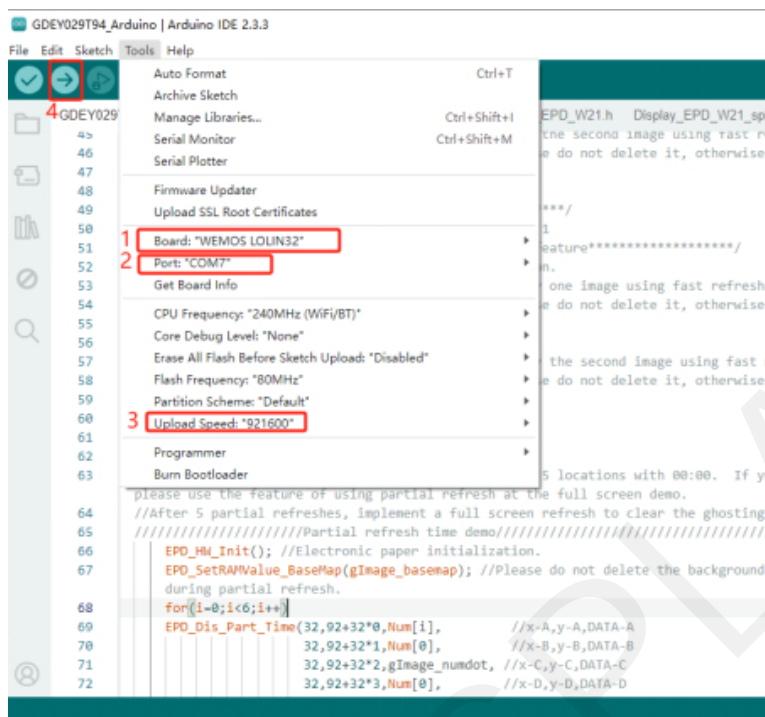 GDEY029T94_Arduino | Arduino IDE 2.3.3
File Edit Sketch Tools Help
4
GDEY029
EPD_W21.h Display_EPD_W21_sp
Auto Format Ctrl+T
Archive Sketch
Manage Libraries... Ctrl+Shift+I
Serial Monitor Ctrl+Shift+M
Serial Plotter
Firmware Updater
Upload SSL Root Certificates
1 Board: "WEMOS LOLIN32"
2 Port: "COM7"
Get Board Info
CPU Frequency: "240MHz (WiFi/BT)"
Core Debug Level: "None"
Erase All Flash Before Sketch Upload: "Disabled"
Flash Frequency: "80MHz"
Partition Scheme: "Default"
3 Upload Speed: "921600"
Programmer
Burn Bootloader
45 the second image using fast r
46 e do not delete it, otherwise
47
48
49 ***/
50 1
51 eature*******************/
52 n.
53 one image using fast refresh
54 e do not delete it, otherwise
55
56
57 the second image using fast
58 e do not delete it, otherwise
59
60
61
62
63 5 locations with 00:00. If y
please use the feature of using partial refresh at the full screen demo.
64 //After 5 partial refreshes, implement a full screen refresh to clear the ghosting
65 //////////////////////Partial refresh time demo//////////////////////////////////
66 EPD_HW_Init(); //Electronic paper initialization.
67 EPD_SetRAMValue_BaseMap(gImage_basemap); //Please do not delete the background
during partial refresh.
68 for(i=0;i<6;i++)
69 EPD_Dis_Part_Time(32,92+32*0,Num[i], //x-A,y-A,DATA-A
70 32,92+32*1,Num[0], //x-B,y-B,DATA-B
71 32,92+32*2,gImage_numdot, //x-C,y-C,DATA-C
72 32,92+32*3,Num[0], //x-D,y-D,DATA-D